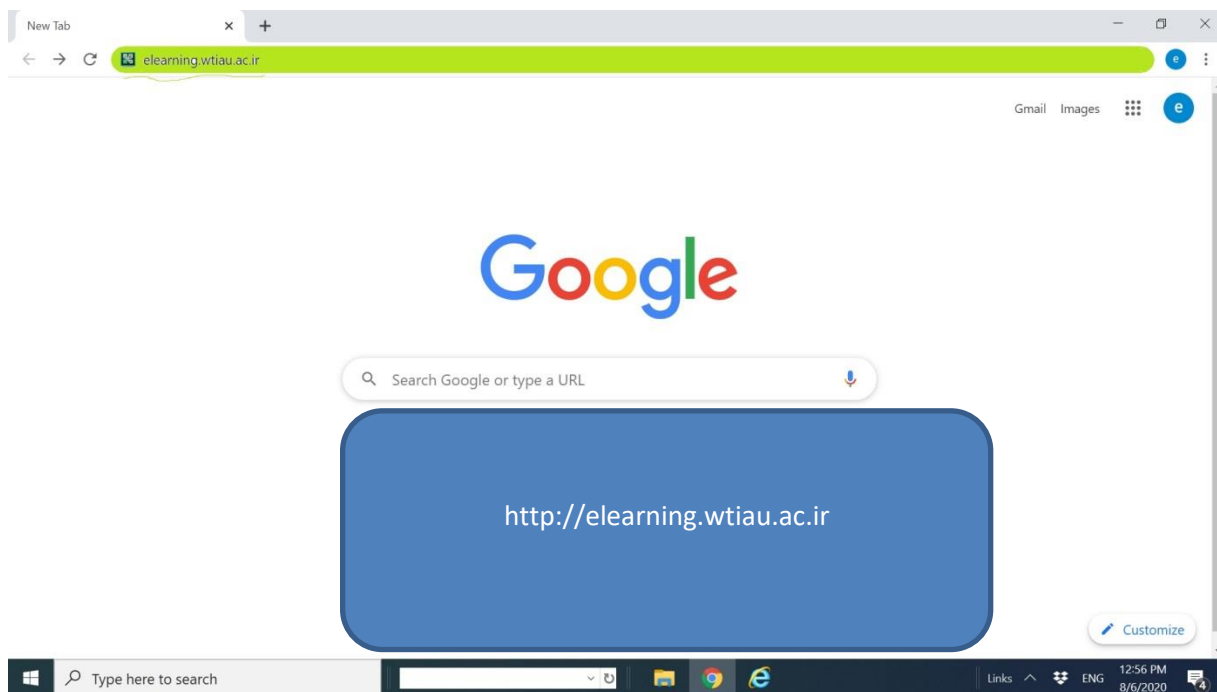 New Tab
elearning.wtiau.ac.ir
e
Gmail Images
e
Google
Search Google or type a URL
http://elearning.wtiau.ac.ir
Customize
Type here to search
Links ENG
12:56 PM
8/6/2020
4